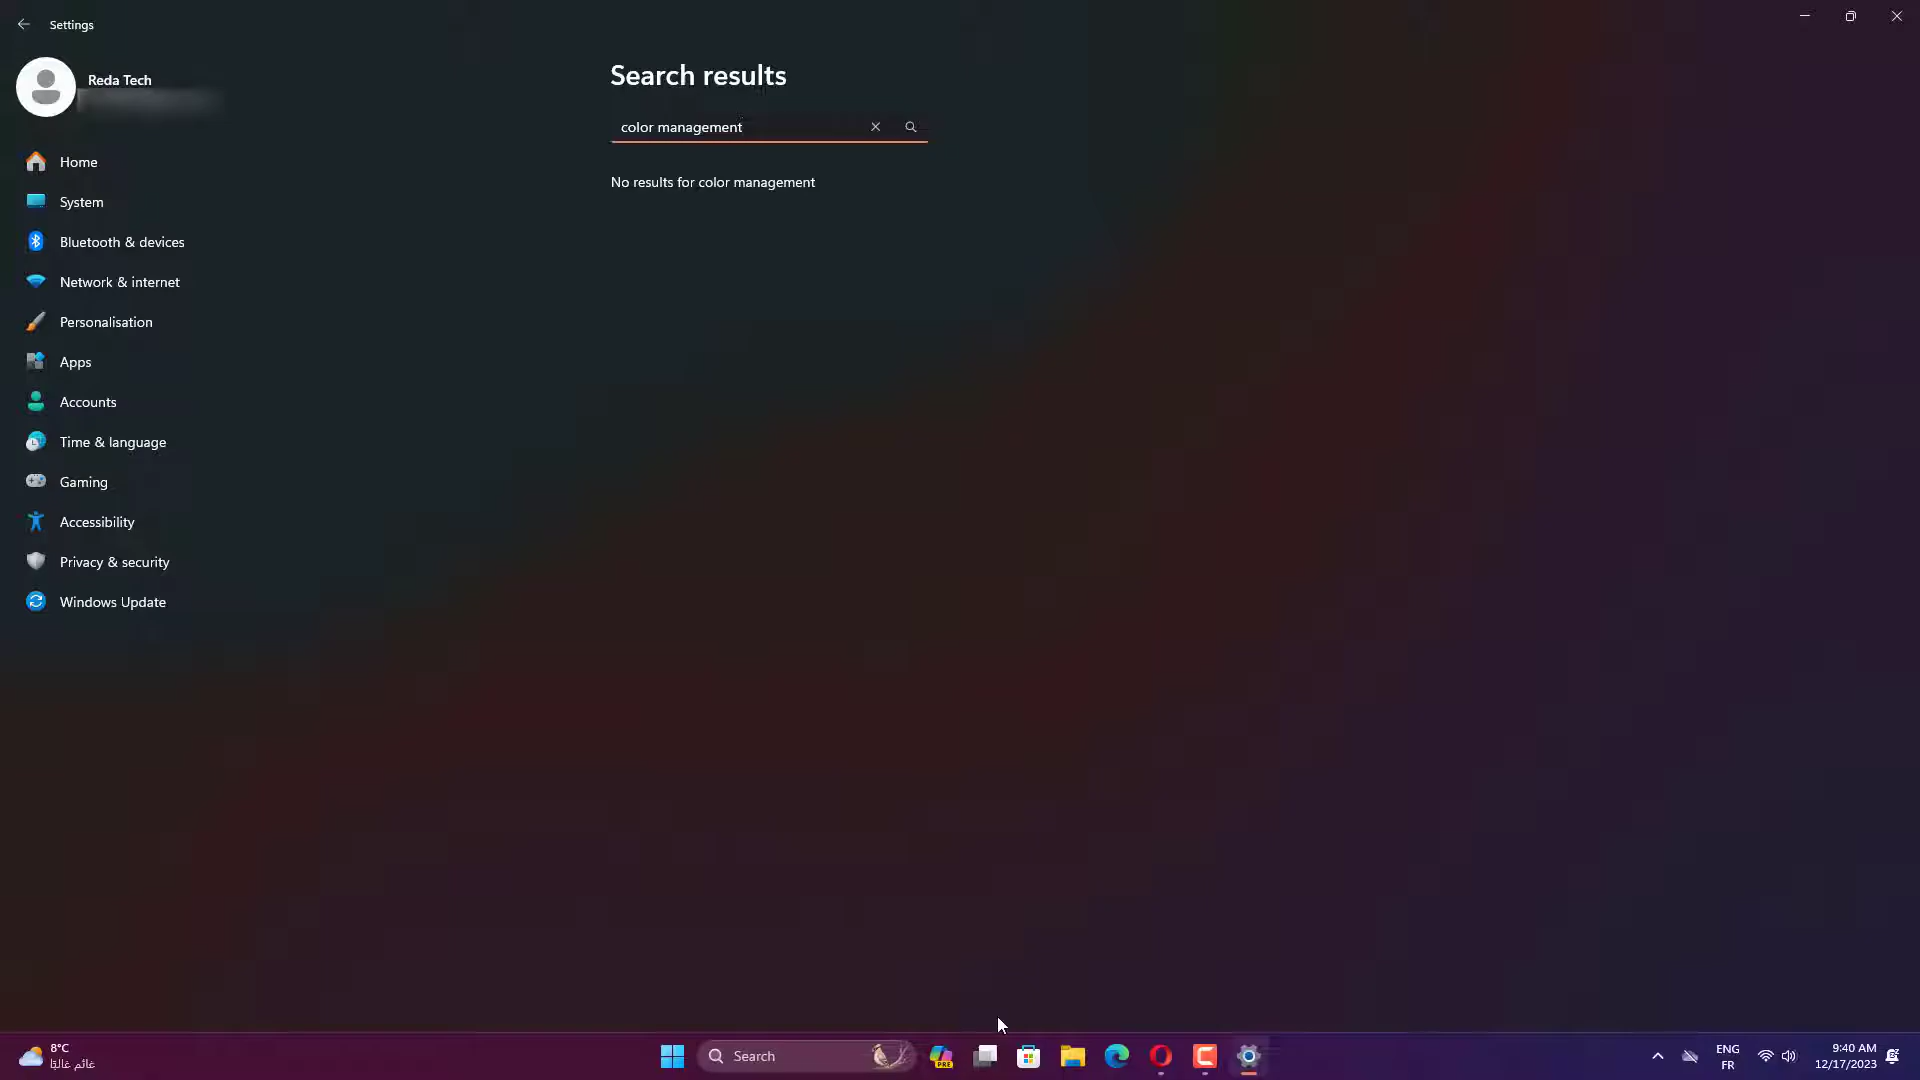 Settings
Reda Tech
Home
System
Bluetooth & devices
Network & internet
Personalisation
Apps
Accounts
Time & language
Gaming
Accessibility
Privacy & security
Windows Update
Search results
color management
No results for color management
8°C
غائم غالبًا
Search
PRE
ENG
FR
9:40 AM
12/17/2023